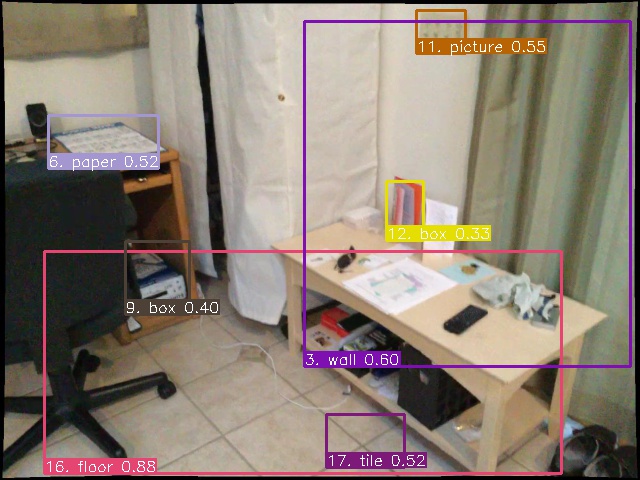 11. picture 0.55
6. paper 0.52
12. box 0.33
9. box 0.40
3. wall 0.60
17. tile 0.52
16. floor 0.88